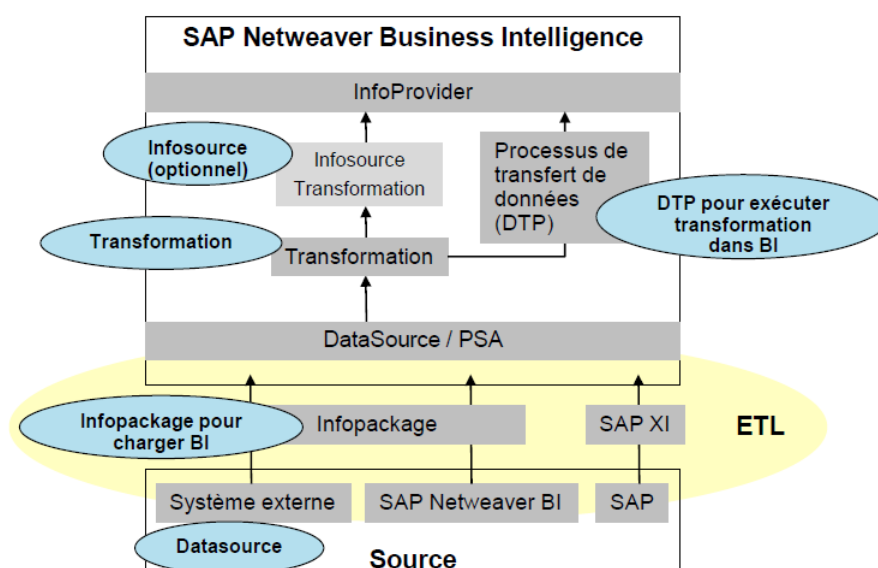 SAP Netweaver Business Intelligence
InfoProvider
Infosource
(optionnel)
Infosource
Transformation
Processus de
transfert de
données
(DTP)
DTP pour exécuter
transformation
dans BI
Transformation
Transformation
DataSource / PSA
Infopackage pour
charger BI
Infopackage
SAP XI
ETL
Système externe
SAP Netweaver BI
SAP
Datasource
Source